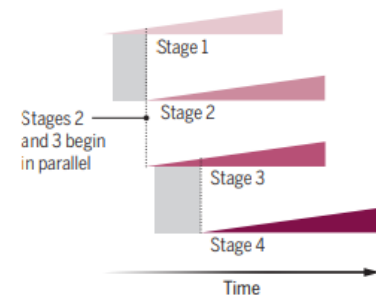 Stage 1
Stage 2
Stages 2
and 3 begin
in parallel
Stage 3
Stage 4
Time